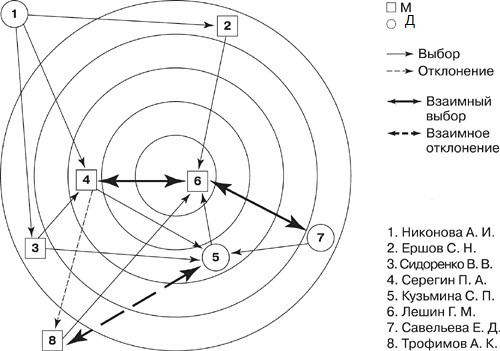 1
2
3
4
5
6
7
8
М
Д
Выбор
Отклонение
Взаимный
выбор
Взаимное
отклонение
1. Никонова А. И.
2. Ершов С. Н.
3. Сидоренко В. В.
4. Серегин П. А.
5. Кузьмина С. П.
6. Лешин Г. М.
7. Савельева Е. Д.
8. Трофимов А. К.